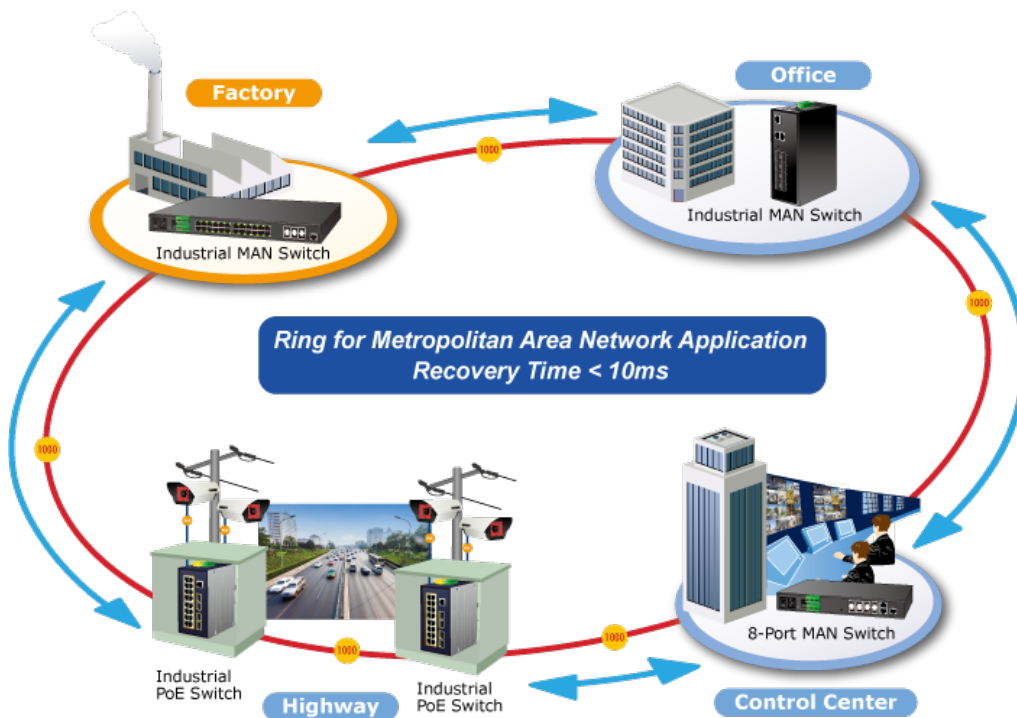 Factory
Office
1000
Industrial MAN Switch
Industrial MAN Switch
1000
Ring for Metropolitan Area Network Application
Recovery Time < 10ms
1000
8-Port MAN Switch
1000
1000
Industrial
PoE Switch
Industrial
PoE Switch
Highway
Control Center